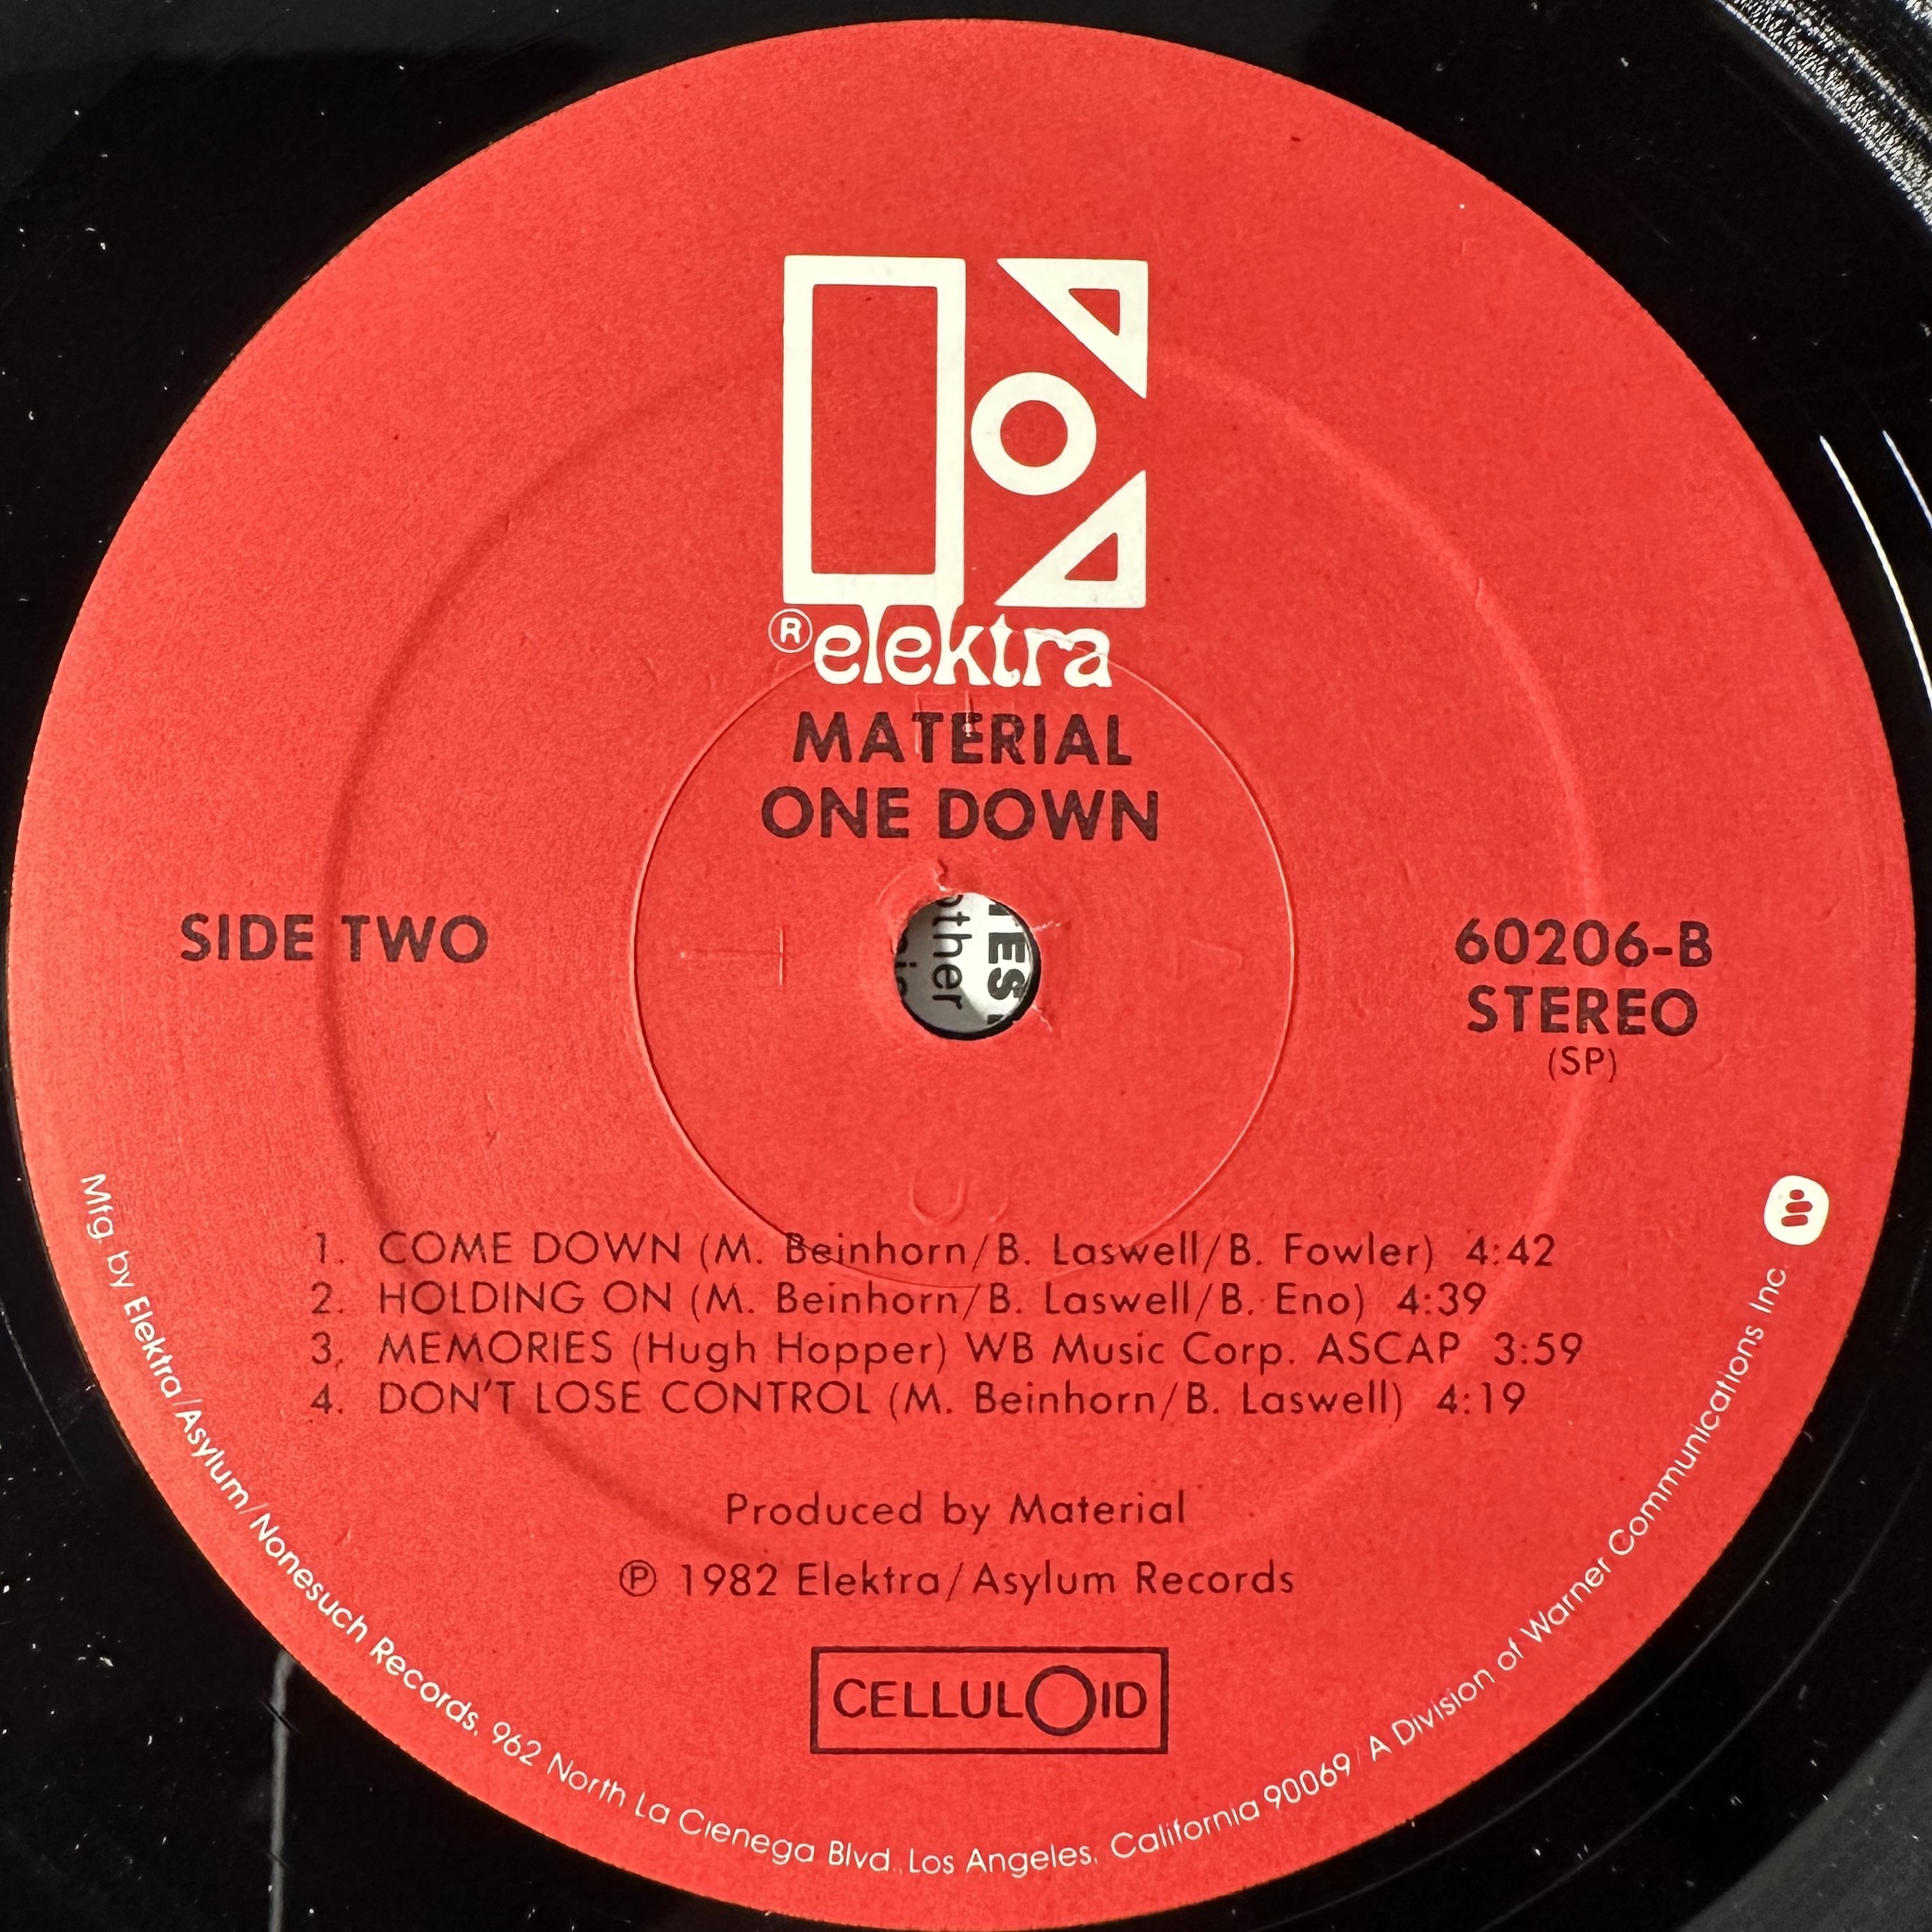 ® elektra
MATERIAL
ONE DOWN
SIDE TWO
60206-B
STEREO
(SP)
ther
1. COME DOWN (M. Beinhorn/B. Laswell/B. Fowler) 4:42
2. HOLDING ON (M. Beinhorn/B. Laswell/B. Eno) 4:39
3. MEMORIES (Hugh Hopper) WB Music Corp. ASCAP 3:59
4. DON'T LOSE CONTROL (M. Beinhorn/B. Laswell) 4:19
Produced by Material
℗ 1982 Elektra/Asylum Records
CELLULOID
Mfg. by Elektra/Asylum/Nonesuch Records, 962 North La Cienega Blvd., Los Angeles, California 90069/A Division of Warner Communications Inc.